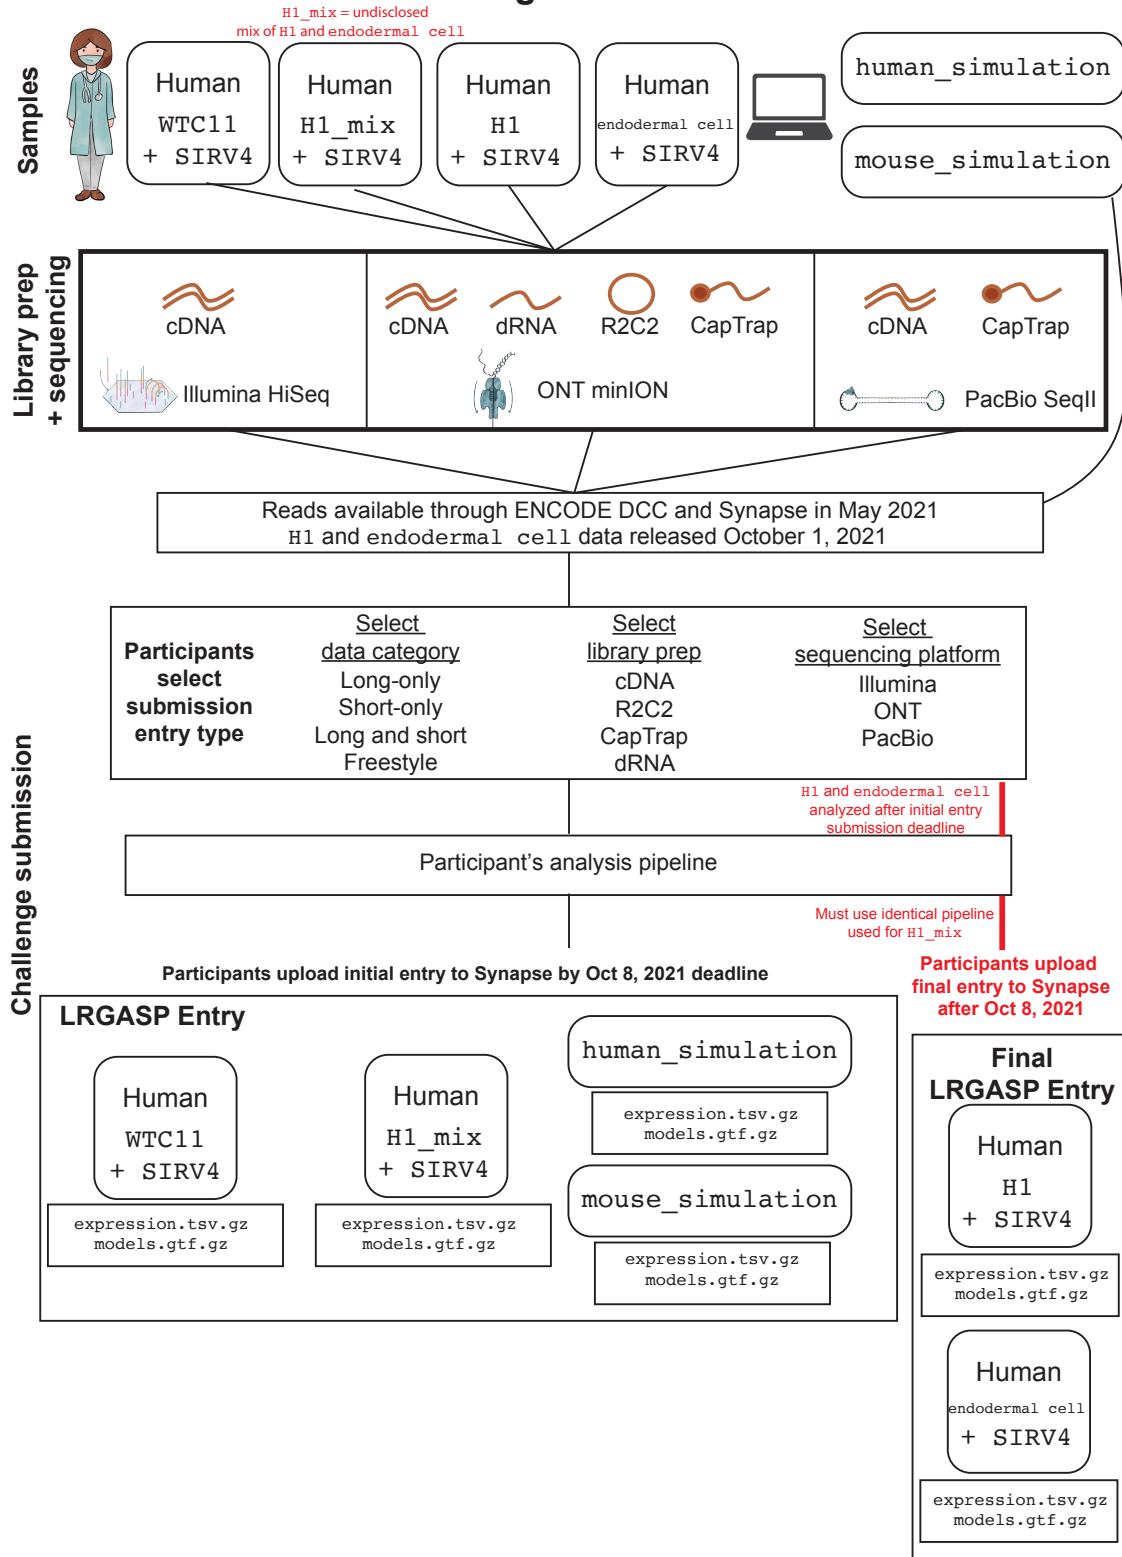 H1_mix = undisclosed
mix of H1 and endodermal cell
Samples
Human
WTC11
+ SIRV4
Human
H1_mix
+ SIRV4
Human
H1
+ SIRV4
Human
endodermal cell
+ SIRV4
human_simulation
mouse_simulation
Library prep
+ sequencing
cDNA
Illumina HiSeq
cDNA
dRNA
R2C2
CapTrap
ONT minION
cDNA
CapTrap
PacBio SeqII
Reads available through ENCODE DCC and Synapse in May 2021
H1 and endodermal cell data released October 1, 2021
Challenge submission
Participants
select
submission
entry type
Select
data category
Long-only
Short-only
Long and short
Freestyle
Select
library prep
cDNA
R2C2
CapTrap
dRNA
Select
sequencing platform
Illumina
ONT
PacBio
H1 and endodermal cell
analyzed after initial entry
submission deadline
Participant's analysis pipeline
Must use identical pipeline
used for H1_mix
Participants upload initial entry to Synapse by Oct 8, 2021 deadline
Participants upload
final entry to Synapse
after Oct 8, 2021
LRGASP Entry
Human
WTC11
+ SIRV4
expression.tsv.gz
models.gtf.gz
Human
H1_mix
+ SIRV4
expression.tsv.gz
models.gtf.gz
human_simulation
expression.tsv.gz
models.gtf.gz
mouse_simulation
expression.tsv.gz
models.gtf.gz
Final
LRGASP Entry
Human
H1
+ SIRV4
expression.tsv.gz
models.gtf.gz
Human
endodermal cell
+ SIRV4
expression.tsv.gz
models.gtf.gz